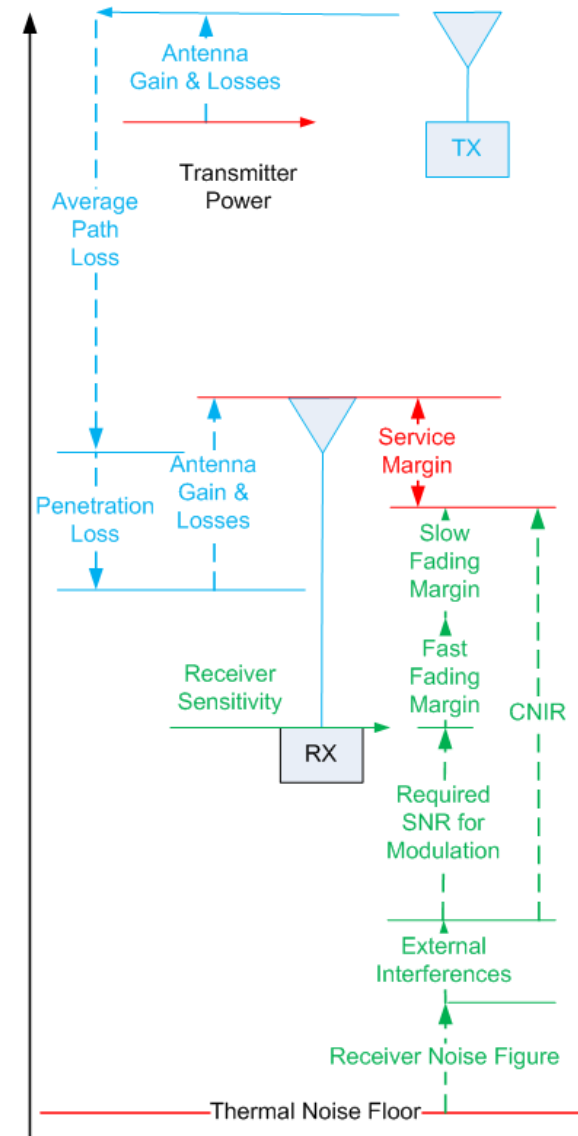 Antenna
Gain & Losses
TX
Transmitter
Power
Average
Path
Loss
Service
Margin
Antenna
Gain &
Losses
Penetration
Loss
Slow
Fading
Margin
Fast
Fading
Margin
CNIR
Receiver
Sensitivity
RX
Required
SNR for
Modulation
External
Interferences
Receiver Noise Figure
Thermal Noise Floor